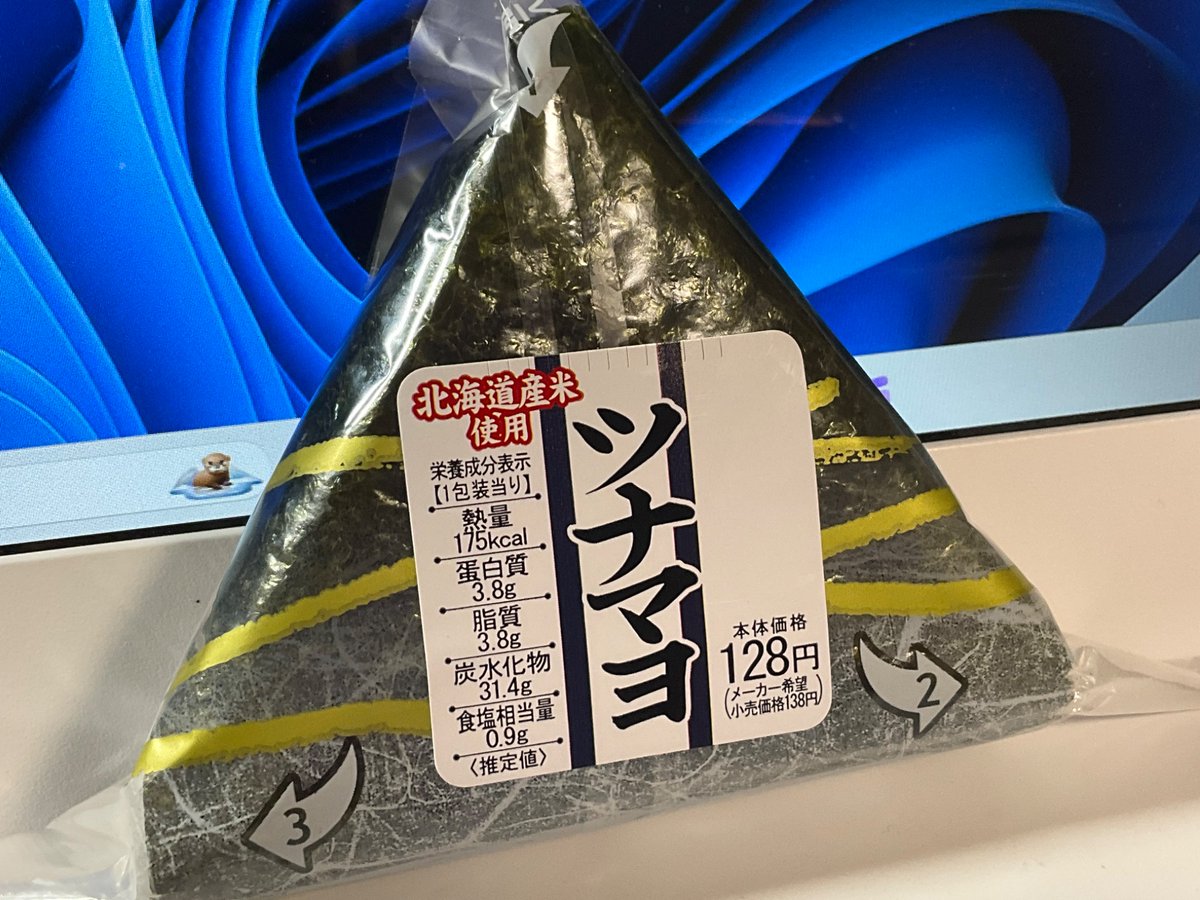 北海道産米
使用
栄養成分表示
【1包装当り】
熱量
175kcal
蛋白質
3.8g
脂質
3.8g
炭水化物
31.4g
食塩相当量
0.9g
〈推定値〉
ツナマヨ
本体価格
128円
(メーカー希望
小売価格138円)
2
3